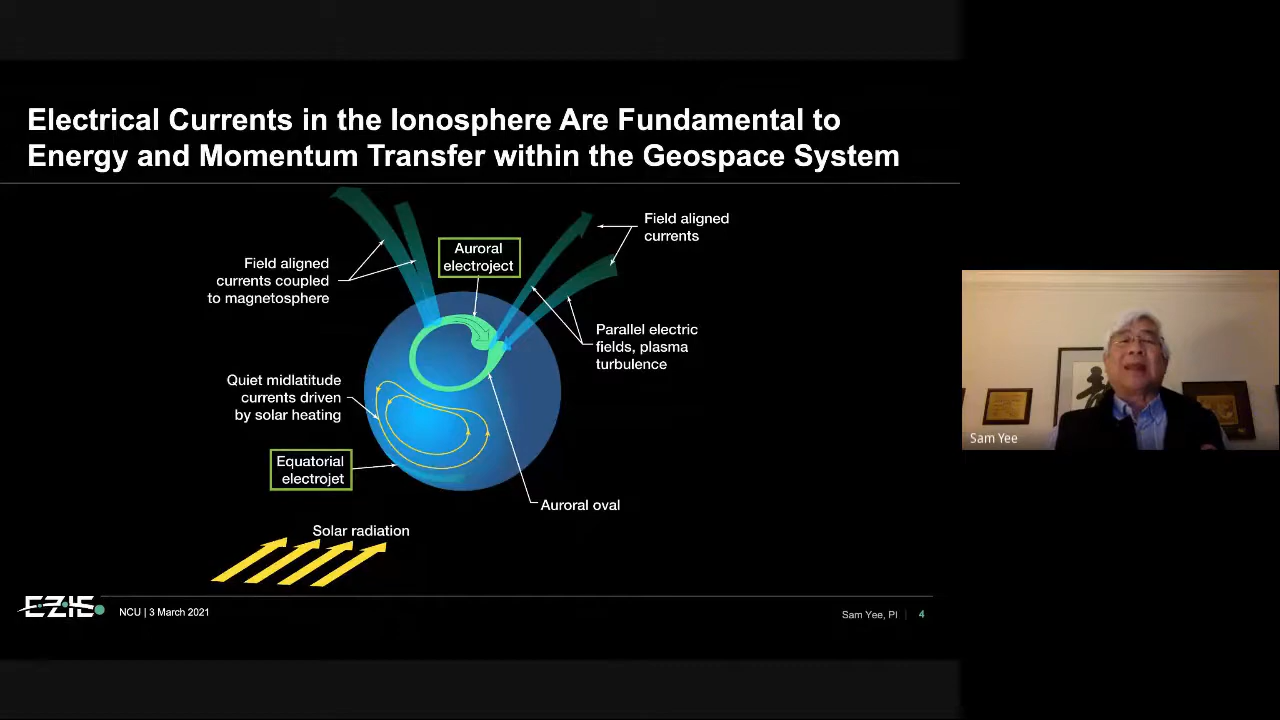 Electrical Currents in the Ionosphere Are Fundamental to
Energy and Momentum Transfer within the Geospace System
Field aligned
currents
Auroral
electroject
Field aligned
currents coupled
to magnetosphere
Parallel electric
fields, plasma
turbulence
Quiet midlatitude
currents driven
by solar heating
Equatorial
electrojet
Auroral oval
Solar radiation
EZIE
NCU | 3 March 2021
Sam Yee, PI | 4
Sam Yee